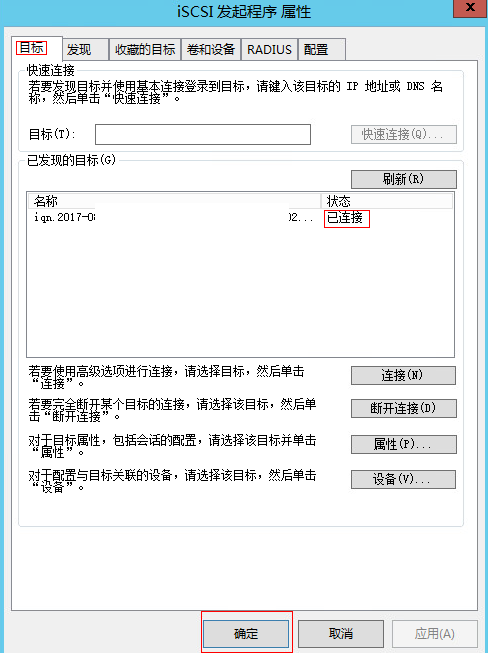 iSCSI 发起程序 属性
x
目标 发现 收藏的目标 卷和设备 RADIUS 配置
快速连接
若要发现目标并使用基本连接登录到目标，请键入该目标的 IP 地址或 DNS 名
称，然后单击“快速连接”。
目标(T): 快速连接(Q)...
已发现的目标(G)
刷新(R)
名称 状态
iqn.2017-08 02... 已连接
若要使用高级选项进行连接，请选择目标，然后单击
“连接”。
连接(N)
若要完全断开某个目标的连接，请选择该目标，然后单
击“断开连接”。
断开连接(D)
对于目标属性，包括会话的配置，请选择该目标并单击
“属性”。
属性(P)...
对于配置与目标关联的设备，请选择该目标，然后单击
“设备”。
设备(V)...
确定 取消 应用(A)